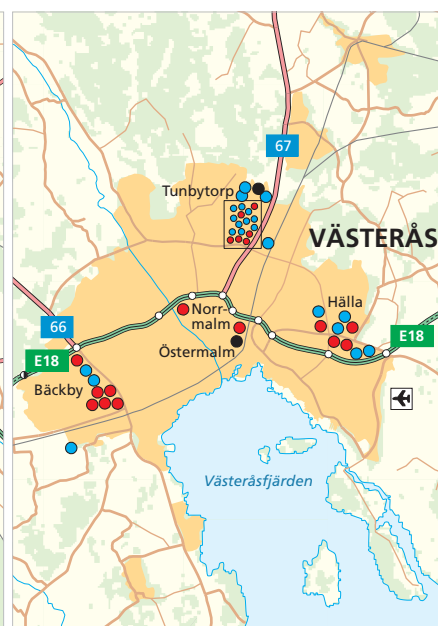 67
Tunbytorp
VÄSTERÅS
Hälla
Norr-
malm
66
E18
Östermalm
E18
Bäckby
Västeråsfjärden